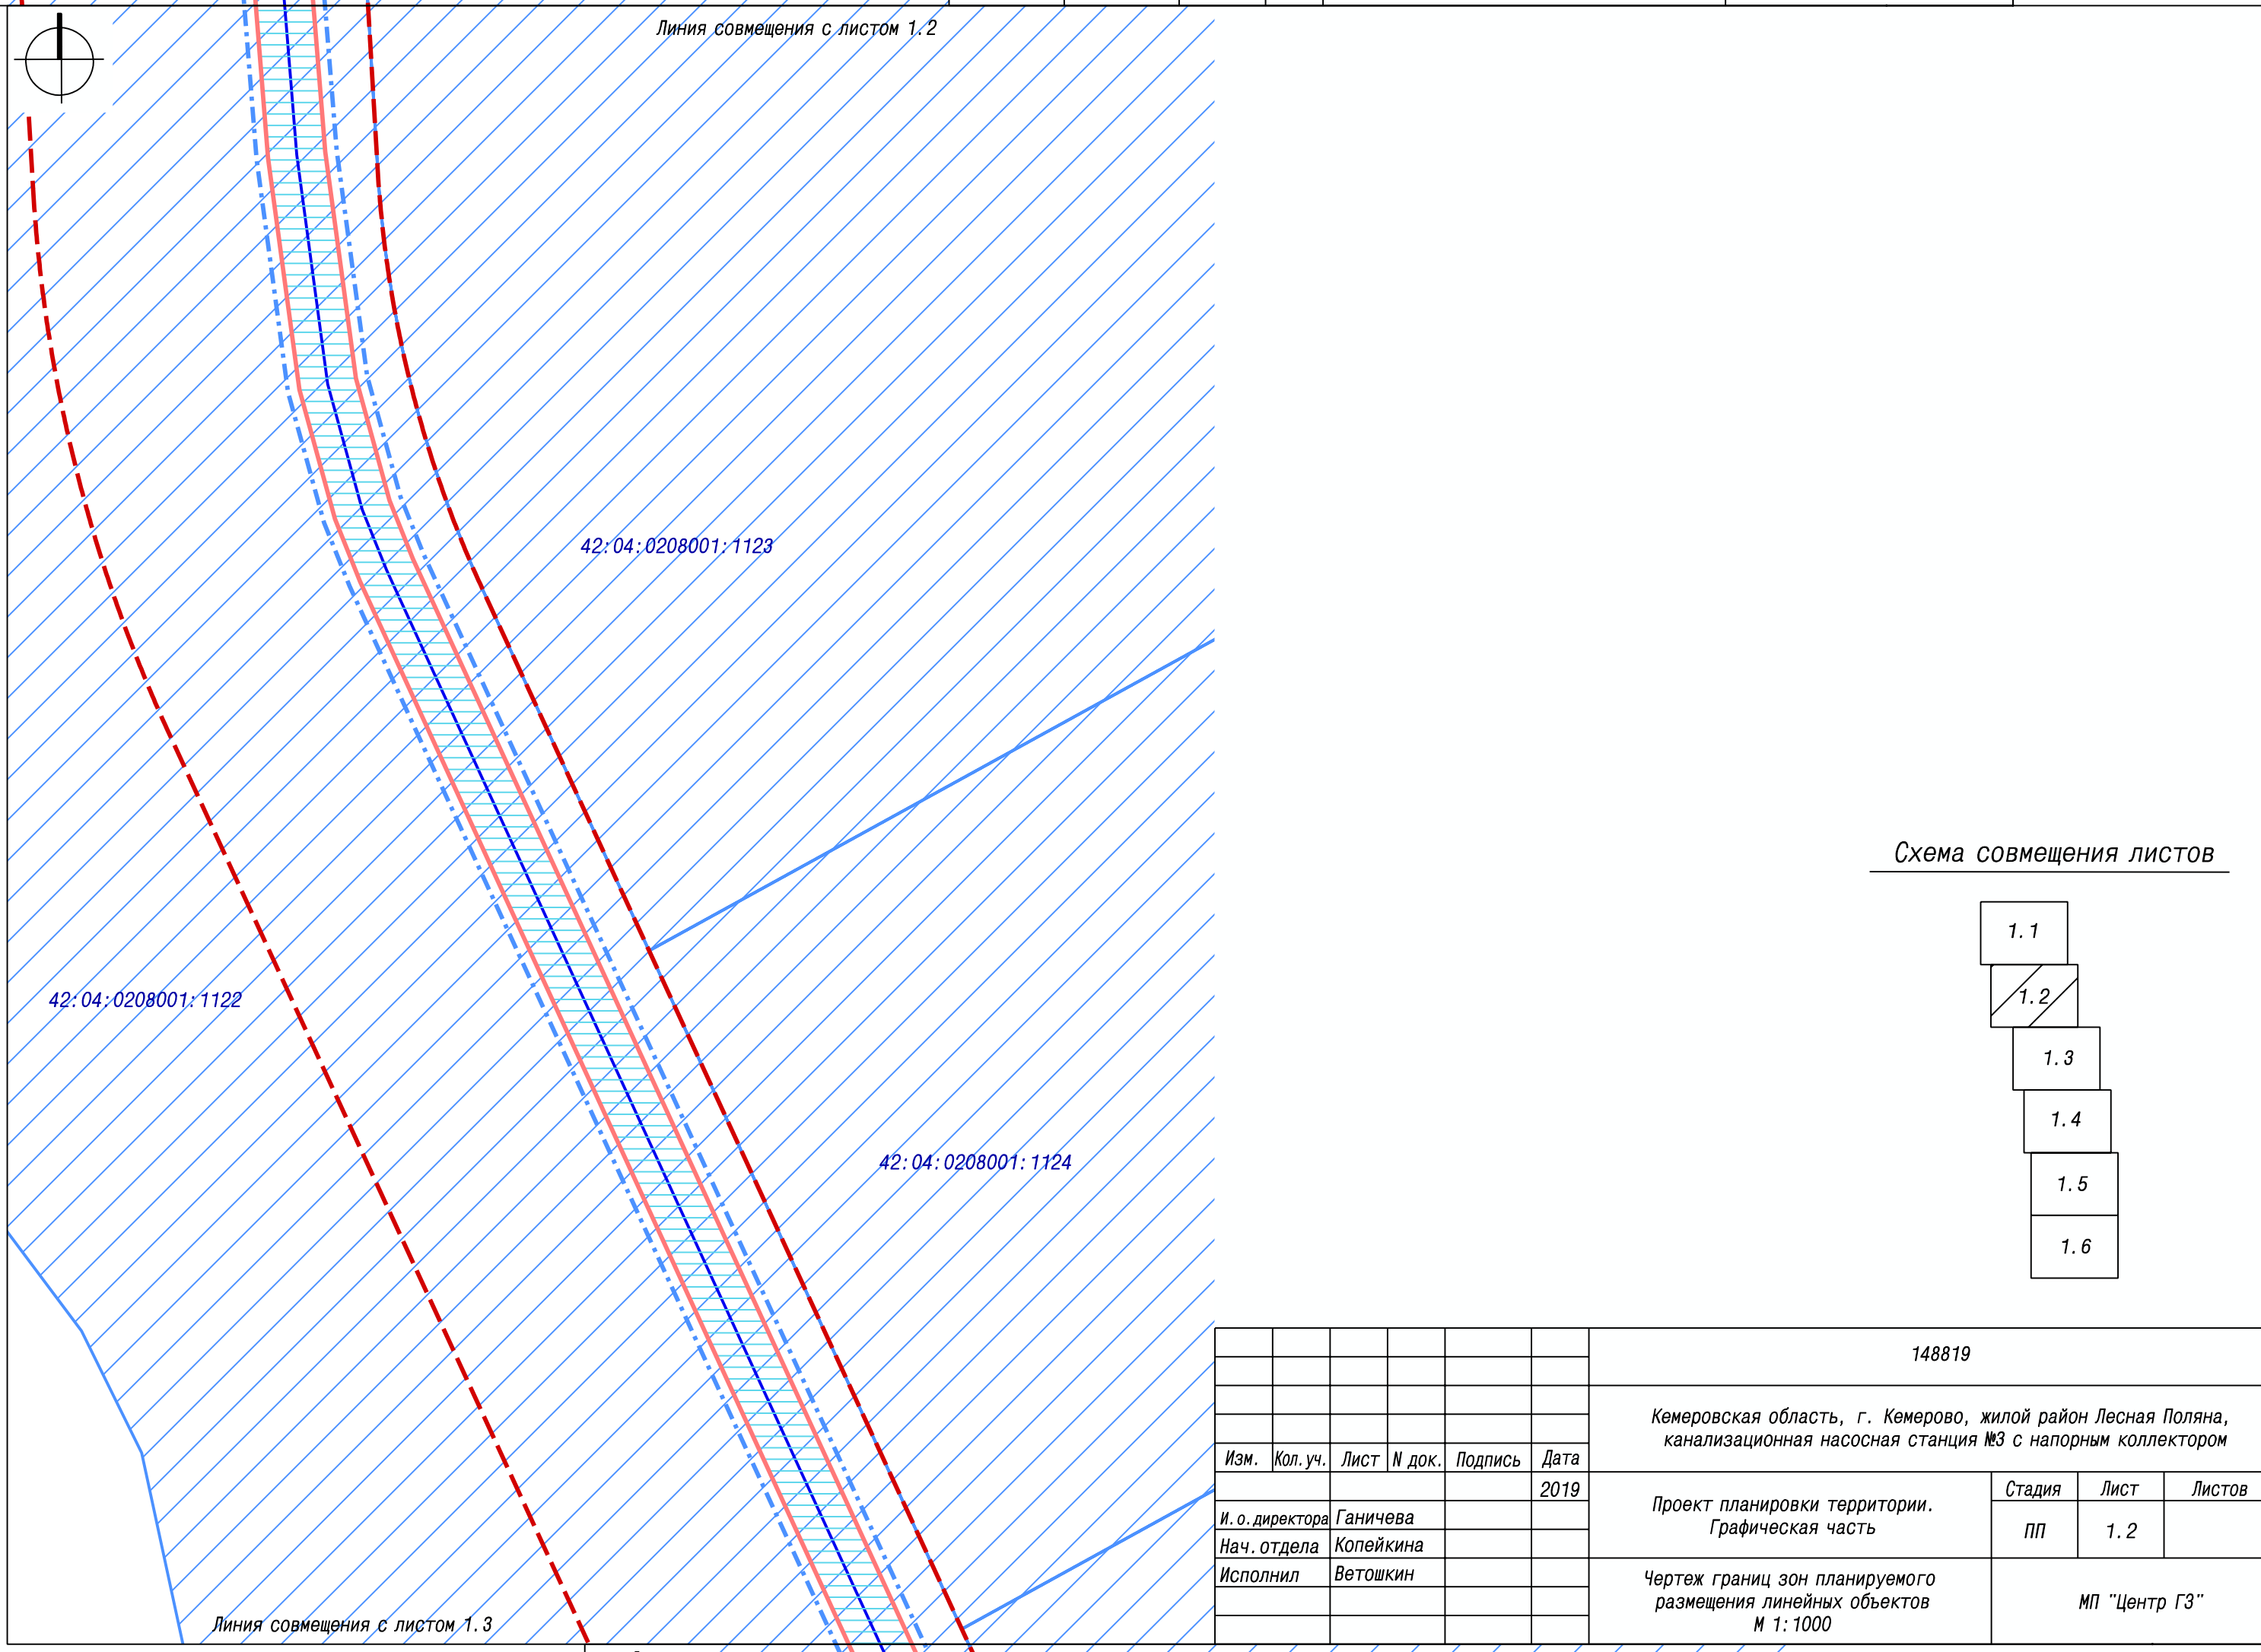 Линия совмещения с листом 1.2
42:04:0208001:1123
42:04:0208001:1122
42:04:0208001:1124
Линия совмещения с листом 1.3
Схема совмещения листов
1.1
1.2
1.3
1.4
1.5
1.6
148819
Кемеровская область, г. Кемерово, жилой район Лесная Поляна,
канализационная насосная станция №3 с напорным коллектором
Изм. Кол.уч. Лист N док. Подпись Дата
2019
Проект планировки территории.
Графическая часть
Стадия Лист Листов
ПП 1.2
И.о.директора Ганичева
Нач.отдела Копейкина
Исполнил Ветошкин
Чертеж границ зон планируемого
размещения линейных объектов
М 1:1000
МП "Центр ГЗ"